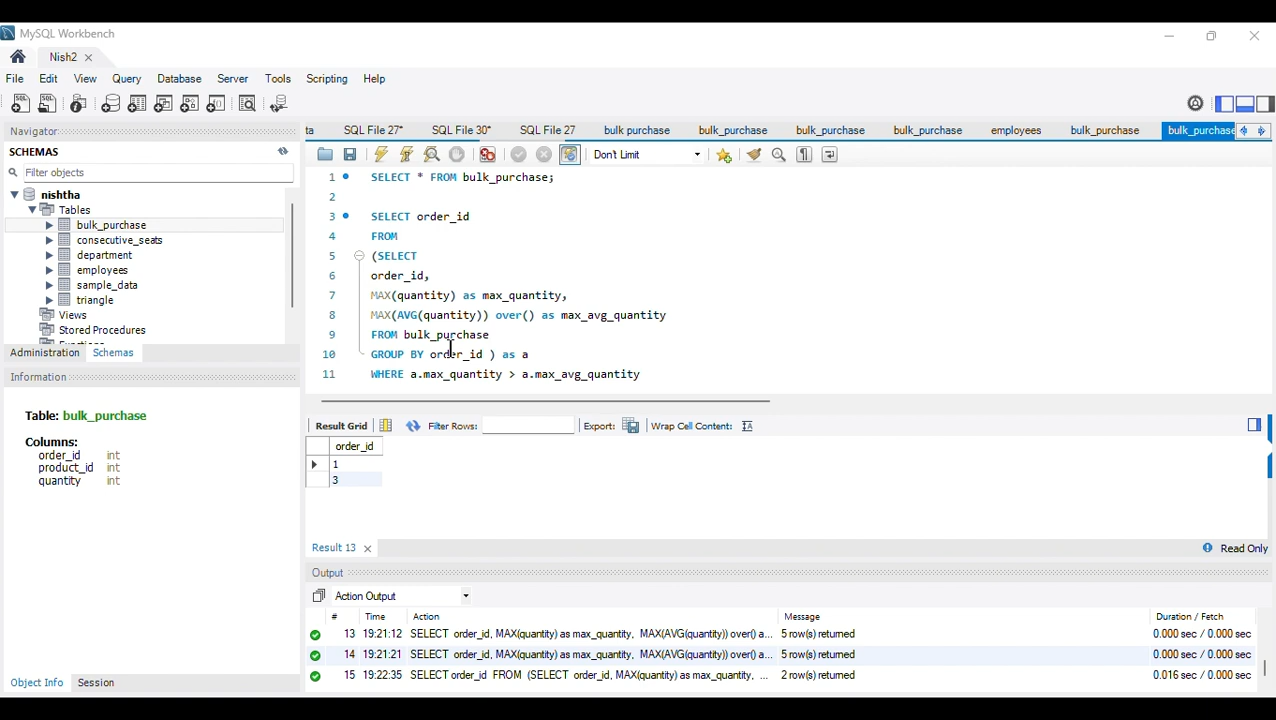 MySQL Workbench
Nish2
File Edit View Query Database Server Tools Scripting Help
Navigator
SCHEMAS
Filter objects
nishtha
Tables
bulk_purchase
consecutive_seats
department
employees
sample_data
triangle
Views
Stored Procedures
Administration Schemas
Information
Table: bulk_purchase
Columns:
order_id int
product_id int
quantity int
Object Info Session
ta SQL File 27* SQL File 30* SQL File 27 bulk purchase bulk_purchase bulk_purchase bulk_purchase employees bulk_purchase bulk_purchase
Don't Limit
1 SELECT * FROM bulk_purchase;
2
3 SELECT order_id
4 FROM
5 (SELECT
6 order_id,
7 MAX(quantity) as max_quantity,
8 MAX(AVG(quantity)) over() as max_avg_quantity
9 FROM bulk_purchase
10 GROUP BY order_id ) as a
11 WHERE a.max_quantity > a.max_avg_quantity
Result Grid Filter Rows: Export: Wrap Cell Content:
order_id
1
3
Result 13 Read Only
Output
Action Output
# Time Action Message Duration / Fetch
13 19:21:12 SELECT order_id, MAX(quantity) as max_quantity, MAX(AVG(quantity)) over() a... 5 row(s) returned 0.000 sec / 0.000 sec
14 19:21:21 SELECT order_id, MAX(quantity) as max_quantity, MAX(AVG(quantity)) over() a... 5 row(s) returned 0.000 sec / 0.000 sec
15 19:22:35 SELECT order_id FROM (SELECT order_id, MAX(quantity) as max_quantity, ... 2 row(s) returned 0.016 sec / 0.000 sec